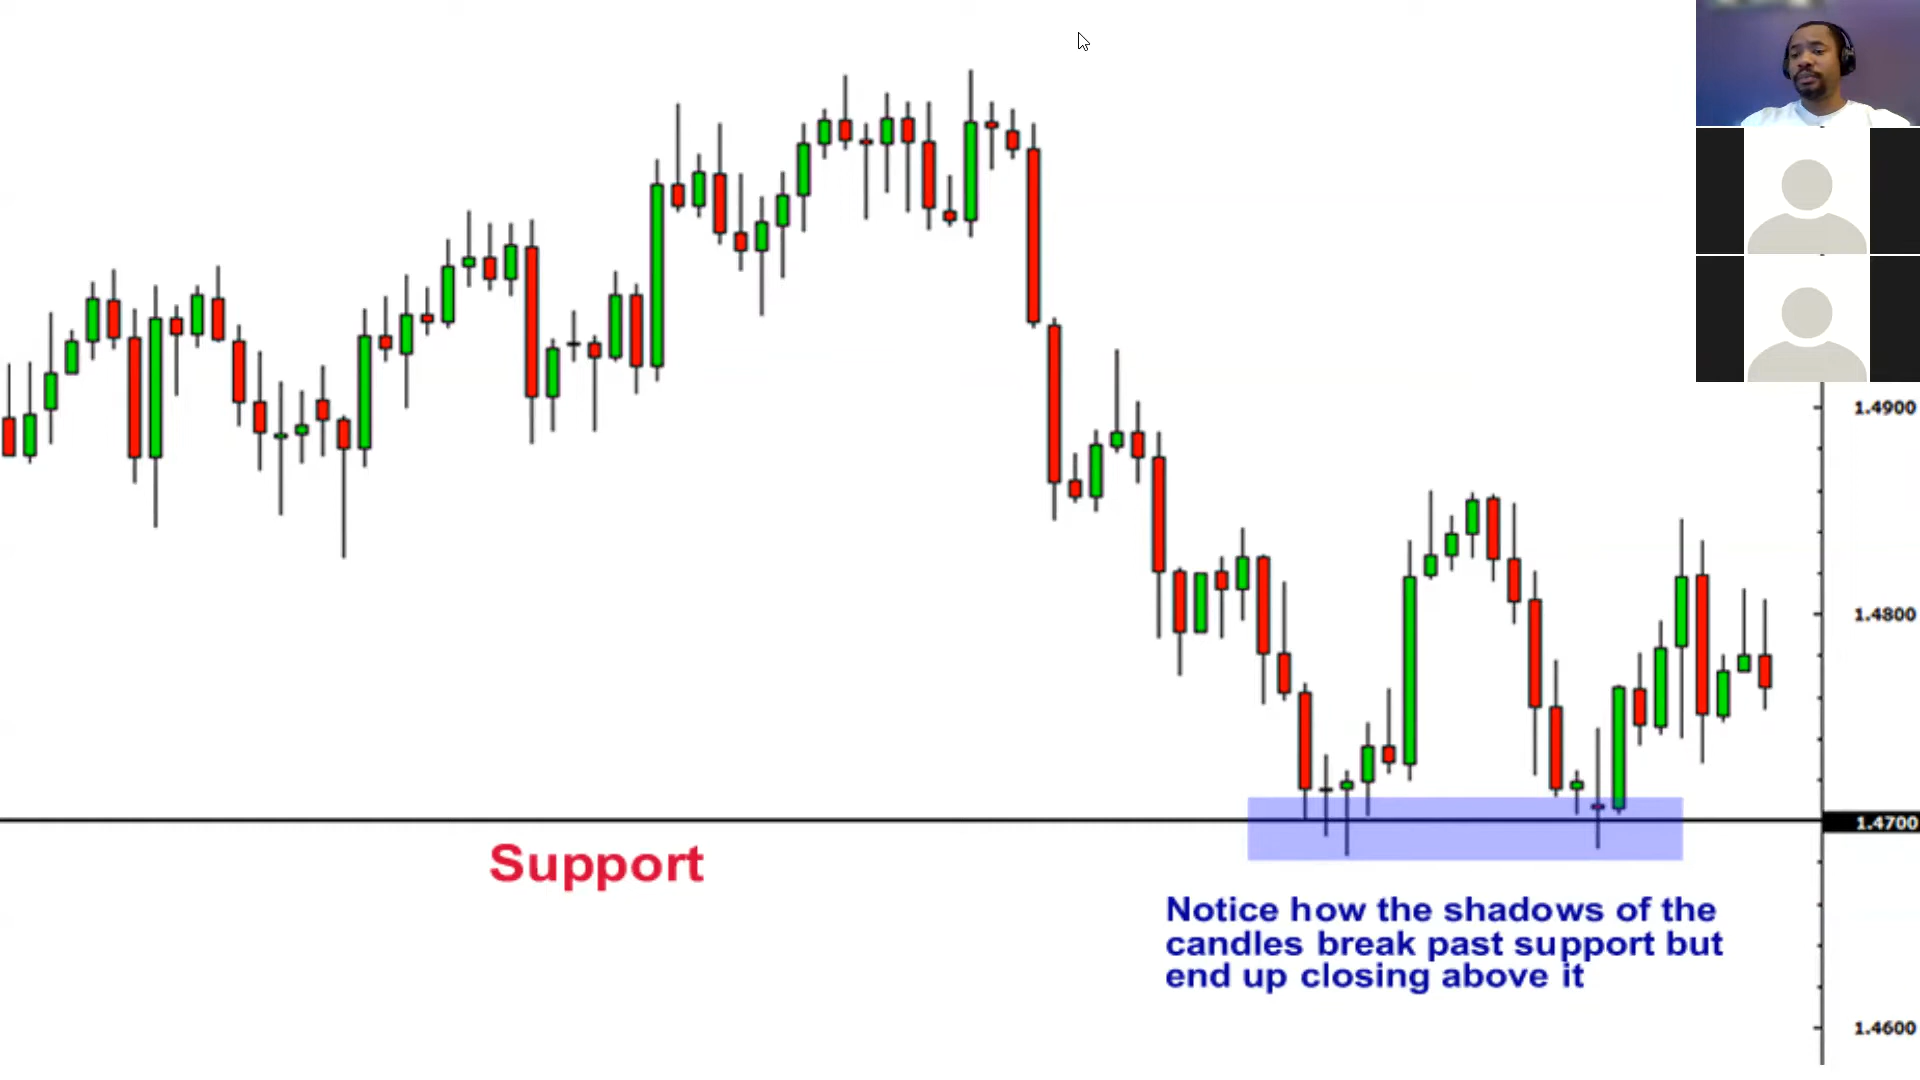 1.4900
1.4800
1.4700
Support
Notice how the shadows of the
candles break past support but
end up closing above it
1.4600